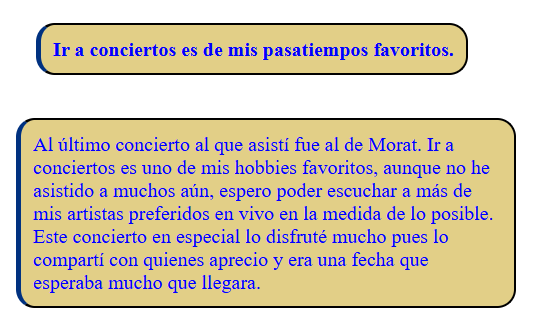 Ir a conciertos es de mis pasatiempos favoritos.
Al último concierto al que asistí fue al de Morat. Ir a
conciertos es uno de mis hobbies favoritos, aunque no he
asistido a muchos aún, espero poder escuchar a más de
mis artistas preferidos en vivo en la medida de lo posible.
Este concierto en especial lo disfruté mucho pues lo
compartí con quienes aprecio y era una fecha que
esperaba mucho que llegara.